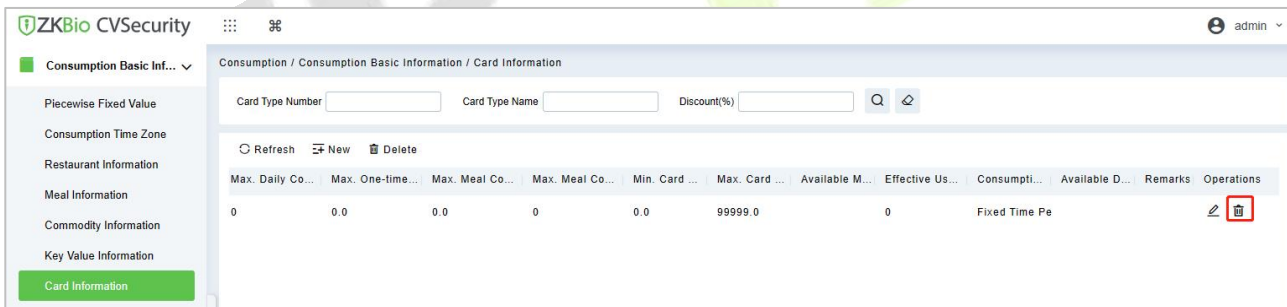 ZKBio CVSecurity
admin
Consumption Basic Inf...
Consumption / Consumption Basic Information / Card Information
Piecewise Fixed Value
Card Type Number
Card Type Name
Discount(%)
Consumption Time Zone
Refresh New Delete
Restaurant Information
Max. Daily Co... Max. One-time... Max. Meal Co... Max. Meal Co... Min. Card ... Max. Card ... Available M... Effective Us... Consumpti... Available D... Remarks Operations
Meal Information
0 0.0 0.0 0 0.0 99999.0 0 Fixed Time Pe
Commodity Information
Key Value Information
Card Information